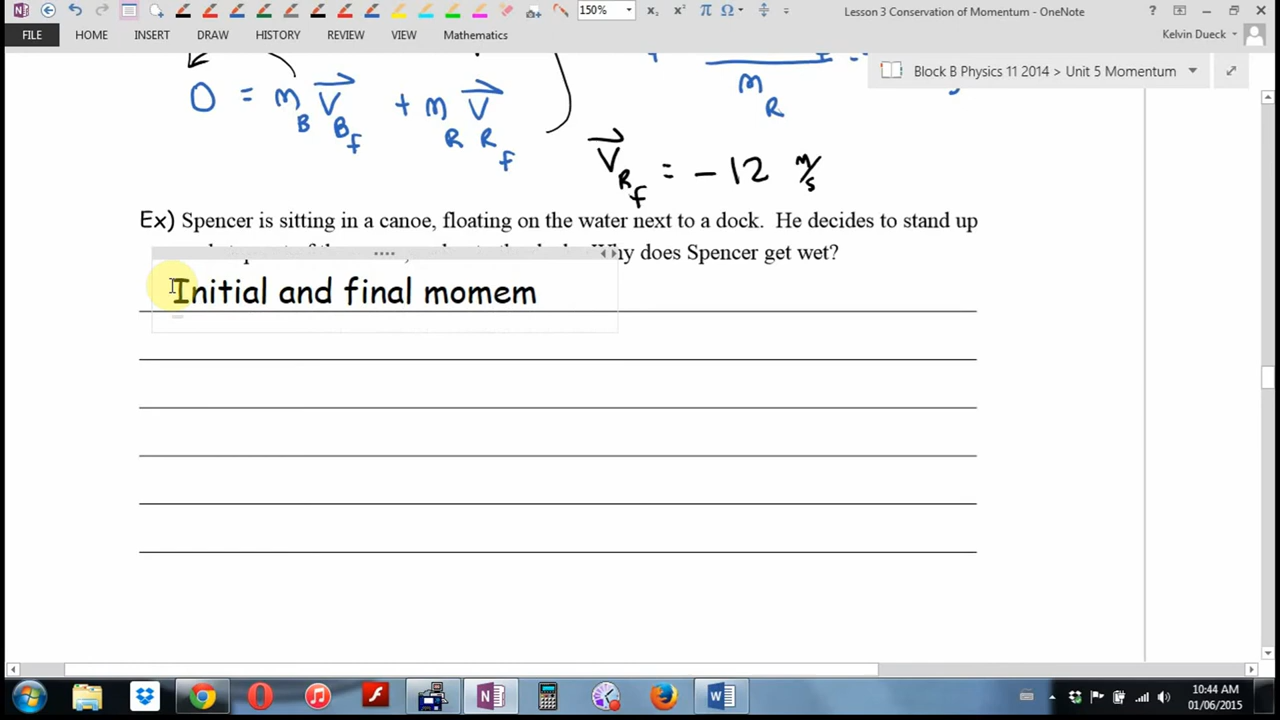 150%
Lesson 3 Conservation of Momentum - OneNote
FILE HOME INSERT DRAW HISTORY REVIEW VIEW Mathematics
Kelvin Dueck
Block B Physics 11 2014 > Unit 5 Momentum
0 = m_B V_Bf + m_R V_Rf
m_R
V_Rf = -12 m/s
Ex) Spencer is sitting in a canoe, floating on the water next to a dock. He decides to stand up
Why does Spencer get wet?
Initial and final momem
10:44 AM
01/06/2015